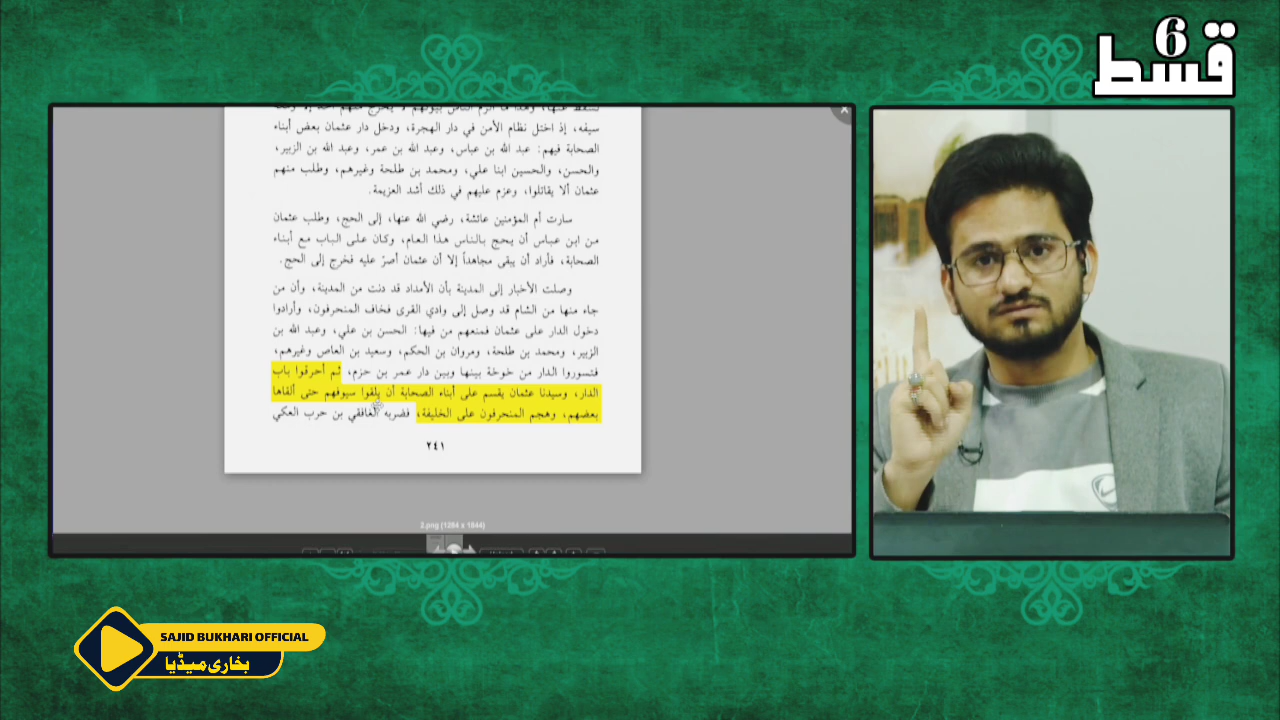 قسط 6
سيفه، إذ اختل نظام الأمن في دار الهجرة، ودخل دار عثمان بعض أبناء
الصحابة فيهم: عبد الله بن عباس، وعبد الله بن عمر، وعبد الله بن الزبير،
والحسن، والحسين ابنا علي، ومحمد بن طلحة وغيرهم، وطلب منهم
عثمان ألا يقاتلوا، وعزم عليهم في ذلك أشد العزيمة.
سارت أم المؤمنين عائشة، رضي الله عنها، إلى الحج، وطلب عثمان
من ابن عباس أن يحج بالناس هذا العام، وكان على الباب مع أبناء
الصحابة، فأراد أن يبقى مجاهداً إلا أن عثمان أصرّ عليه فخرج إلى الحج.
وصلت الأخبار إلى المدينة بأن الأمداد قد دنت من المدينة، وأن من
جاء منها من الشام قد وصل إلى وادي القرى فخاف المنحرفون، وأرادوا
دخول الدار على عثمان فمنعهم من فيها: الحسن بن علي، وعبد الله بن
الزبير، ومحمد بن طلحة، ومروان بن الحكم، وسعيد بن العاص وغيرهم،
فتسوروا الدار من خوخة بينها وبين دار عمر بن حزم، ثم أحرقوا باب
الدار، وسيدنا عثمان يقسم على أبناء الصحابة أن يلقوا سيوفهم حتى ألقاها
بعضهم، وهجم المنحرفون على الخليفة، فضربه الغافقي بن حرب العكي
٢٤١
2.png (1284 x 1844)
SAJID BUKHARI OFFICIAL
بخاری میڈیا